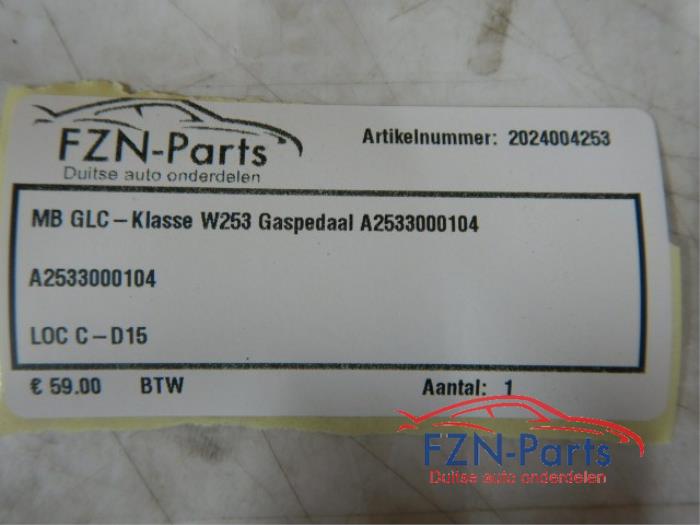 FZN-Parts
Duitse auto onderdelen
Artikelnummer: 2024004253
MB GLC-Klasse W253 Gaspedaal A2533000104
A2533000104
LOC C-D15
€ 59.00 BTW Aantal: 1
FZN-Parts
Duitse auto onderdelen